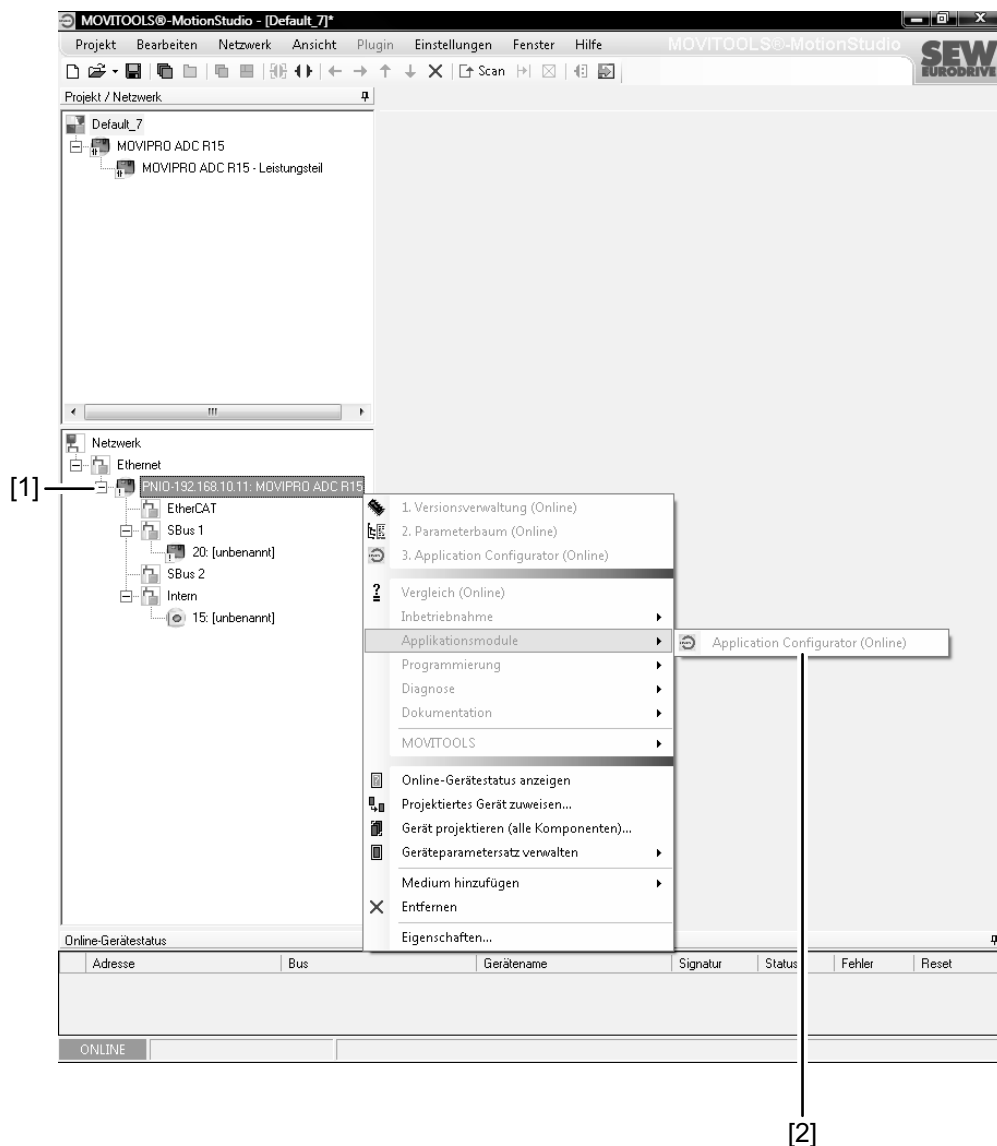 MOVITOOLS®-MotionStudio - [Default_7]*
Projekt Bearbeiten Netzwerk Ansicht Plugin Einstellungen Fenster Hilfe MOVITOOLS®-MotionStudio
SEW
EURODRIVE
Scan
Projekt / Netzwerk
Default_7
MOVIPRO ADC R15
MOVIPRO ADC R15 - Leistungsteil
Netzwerk
Ethernet
[1]
PNIO-192.168.10.11: MOVIPRO ADC R15
EtherCAT
SBus 1
20: [unbenannt]
SBus 2
Intern
15: [unbenannt]
1. Versionsverwaltung (Online)
2. Parameterbaum (Online)
3. Application Configurator (Online)
Vergleich (Online)
Inbetriebnahme
Applikationsmodule
Application Configurator (Online)
Programmierung
Diagnose
Dokumentation
MOVITOOLS
Online-Gerätestatus anzeigen
Projektiertes Gerät zuweisen...
Gerät projektieren (alle Komponenten)...
Geräteparametersatz verwalten
Medium hinzufügen
Entfernen
Eigenschaften...
Online-Gerätestatus
Adresse Bus Gerätename Signatur Status Fehler Reset
ONLINE
[2]